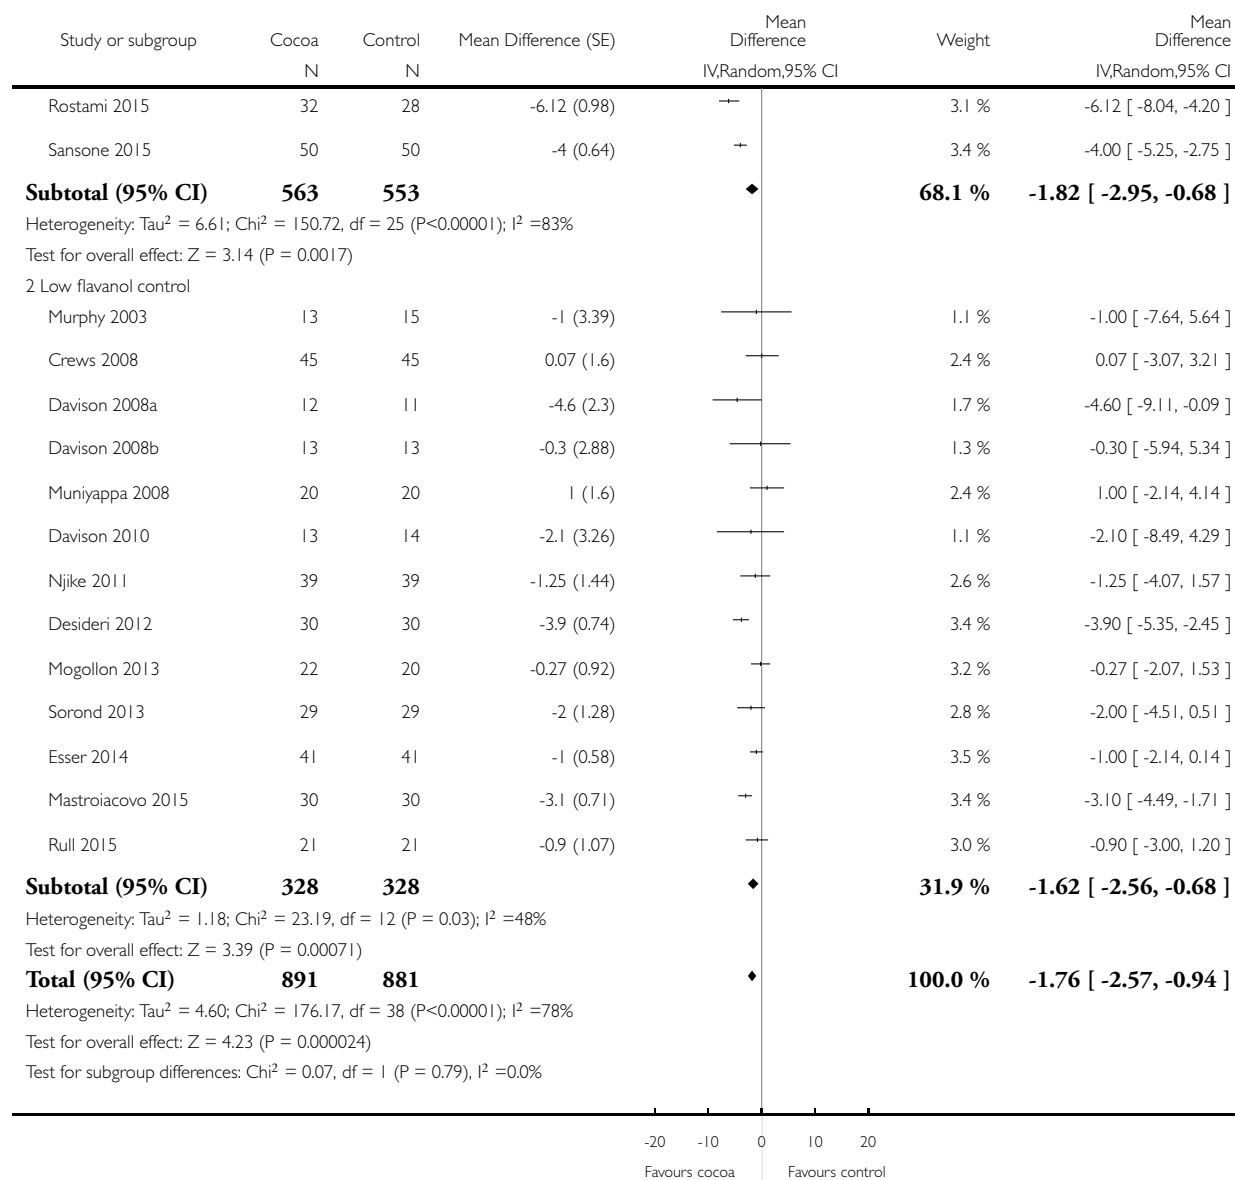 Study or subgroup Cocoa Control Mean Difference (SE) Mean Difference Weight Mean Difference
N N IV,Random,95% CI IV,Random,95% CI
Rostami 2015 32 28 -6.12 (0.98) 3.1 % -6.12 [ -8.04, -4.20 ]
Sansone 2015 50 50 -4 (0.64) 3.4 % -4.00 [ -5.25, -2.75 ]
Subtotal (95% CI) 563 553 68.1 % -1.82 [ -2.95, -0.68 ]
Heterogeneity: Tau² = 6.61; Chi² = 150.72, df = 25 (P<0.00001); I² =83%
Test for overall effect: Z = 3.14 (P = 0.0017)
2 Low flavanol control
Murphy 2003 13 15 -1 (3.39) 1.1 % -1.00 [ -7.64, 5.64 ]
Crews 2008 45 45 0.07 (1.6) 2.4 % 0.07 [ -3.07, 3.21 ]
Davison 2008a 12 11 -4.6 (2.3) 1.7 % -4.60 [ -9.11, -0.09 ]
Davison 2008b 13 13 -0.3 (2.88) 1.3 % -0.30 [ -5.94, 5.34 ]
Muniyappa 2008 20 20 1 (1.6) 2.4 % 1.00 [ -2.14, 4.14 ]
Davison 2010 13 14 -2.1 (3.26) 1.1 % -2.10 [ -8.49, 4.29 ]
Njike 2011 39 39 -1.25 (1.44) 2.6 % -1.25 [ -4.07, 1.57 ]
Desideri 2012 30 30 -3.9 (0.74) 3.4 % -3.90 [ -5.35, -2.45 ]
Mogollon 2013 22 20 -0.27 (0.92) 3.2 % -0.27 [ -2.07, 1.53 ]
Sorond 2013 29 29 -2 (1.28) 2.8 % -2.00 [ -4.51, 0.51 ]
Esser 2014 41 41 -1 (0.58) 3.5 % -1.00 [ -2.14, 0.14 ]
Mastroiacovo 2015 30 30 -3.1 (0.71) 3.4 % -3.10 [ -4.49, -1.71 ]
Rull 2015 21 21 -0.9 (1.07) 3.0 % -0.90 [ -3.00, 1.20 ]
Subtotal (95% CI) 328 328 31.9 % -1.62 [ -2.56, -0.68 ]
Heterogeneity: Tau² = 1.18; Chi² = 23.19, df = 12 (P = 0.03); I² =48%
Test for overall effect: Z = 3.39 (P = 0.00071)
Total (95% CI) 891 881 100.0 % -1.76 [ -2.57, -0.94 ]
Heterogeneity: Tau² = 4.60; Chi² = 176.17, df = 38 (P<0.00001); I² =78%
Test for overall effect: Z = 4.23 (P = 0.000024)
Test for subgroup differences: Chi² = 0.07, df = 1 (P = 0.79), I² =0.0%
-20 -10 0 10 20
Favours cocoa Favours control